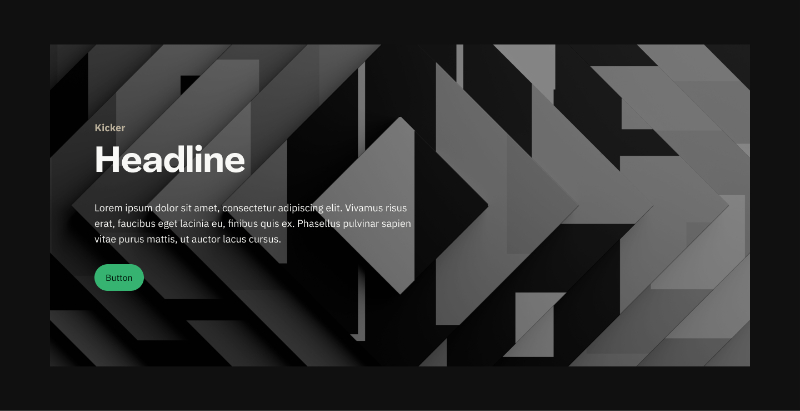 Kicker
Headline
Lorem ipsum dolor sit amet, consectetur adipiscing elit. Vivamus risus
erat, faucibus eget lacinia eu, finibus quis ex. Phasellus pulvinar sapien
vitae purus mattis, ut auctor lacus cursus.
Button